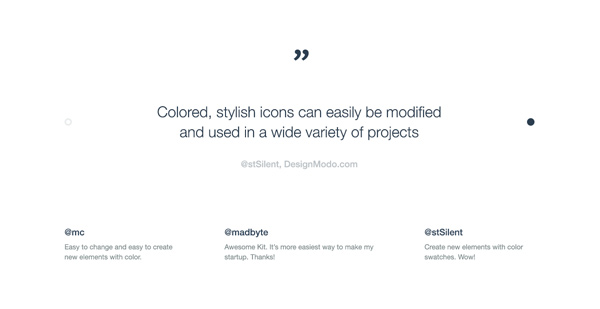 ”
Colored, stylish icons can easily be modified
and used in a wide variety of projects
@stSilent, DesignModo.com
@mc
Easy to change and easy to create
new elements with color.
@madbyte
Awesome Kit. It's more easiest way to make my
startup. Thanks!
@stSilent
Create new elements with color
swatches. Wow!